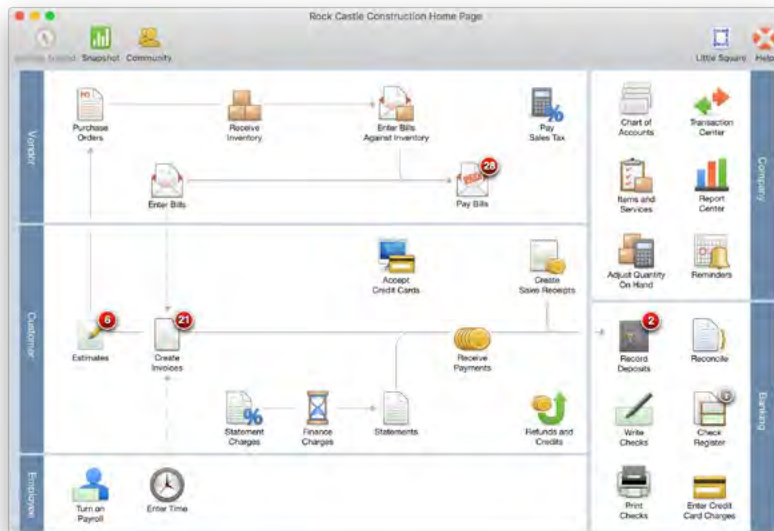 Rock Castle Construction Home Page
Snapshot
Community
Little Square
Help
Vendor
PO
Purchase
Orders
Receive
Inventory
Enter Bills
Against Inventory
Pay
Sales Tax
Enter Bills
28
Pay Bills
Customer
Accept
Credit Cards
Create
Sales Receipts
6
Estimates
21
Create
Invoices
Receive
Payments
Statement
Charges
Finance
Charges
Statements
Refunds and
Credits
Employee
Turn on
Payroll
Enter Time
Company
Chart of
Accounts
Transaction
Center
Items and
Services
Report
Center
Adjust Quantity
On Hand
Reminders
Banking
2
Record
Deposits
Reconcile
Write
Checks
Check
Register
Print
Checks
Enter Credit
Card Charges